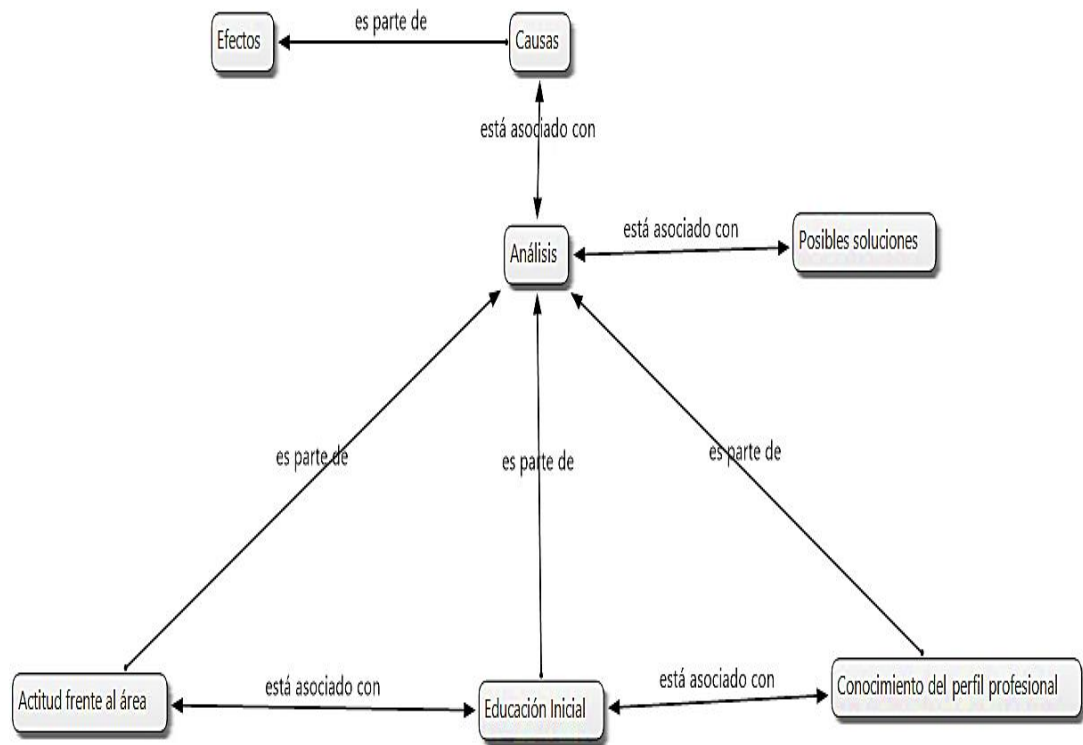 es parte de
Efectos
Causas
está asociado con
está asociado con
Análisis
Posibles soluciones
es parte de
es parte de
es parte de
está asociado con
está asociado con
Actitud frente al área
Educación Inicial
Conocimiento del perfil profesional